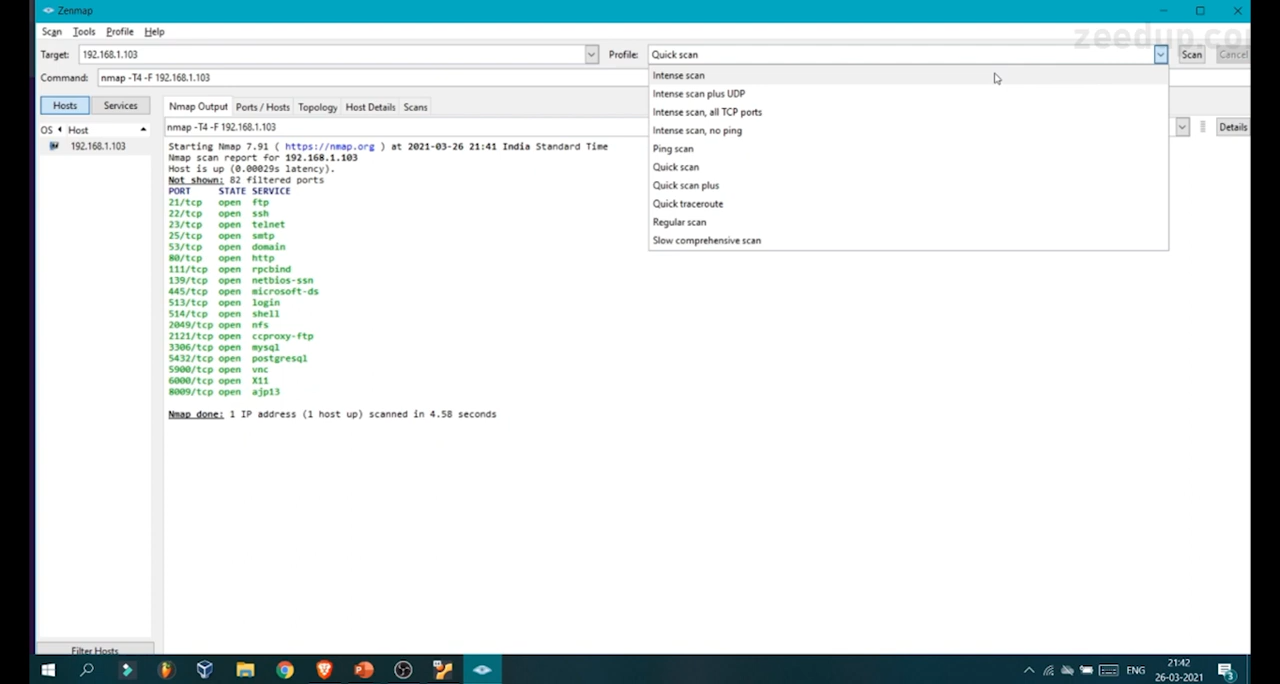 Zenmap
Scan Tools Profile Help
zeedup.co
Target: 192.168.1.103 Profile: Quick scan Scan Cancel
Command: nmap -T4 -F 192.168.1.103
Intense scan
Intense scan plus UDP
Intense scan, all TCP ports
Intense scan, no ping
Ping scan
Quick scan
Quick scan plus
Quick traceroute
Regular scan
Slow comprehensive scan
Hosts Services Nmap Output Ports / Hosts Topology Host Details Scans
OS Host nmap -T4 -F 192.168.1.103 Details
192.168.1.103
Starting Nmap 7.91 ( https://nmap.org ) at 2021-03-26 21:41 India Standard Time
Nmap scan report for 192.168.1.103
Host is up (0.00029s latency).
Not shown: 82 filtered ports
PORT STATE SERVICE
21/tcp open ftp
22/tcp open ssh
23/tcp open telnet
25/tcp open smtp
53/tcp open domain
80/tcp open http
111/tcp open rpcbind
139/tcp open netbios-ssn
445/tcp open microsoft-ds
513/tcp open login
514/tcp open shell
2049/tcp open nfs
2121/tcp open ccproxy-ftp
3306/tcp open mysql
5432/tcp open postgresql
5900/tcp open vnc
6000/tcp open X11
8009/tcp open ajp13
Nmap done: 1 IP address (1 host up) scanned in 4.58 seconds
Filter Hosts
ENG
21:42
26-03-2021
3